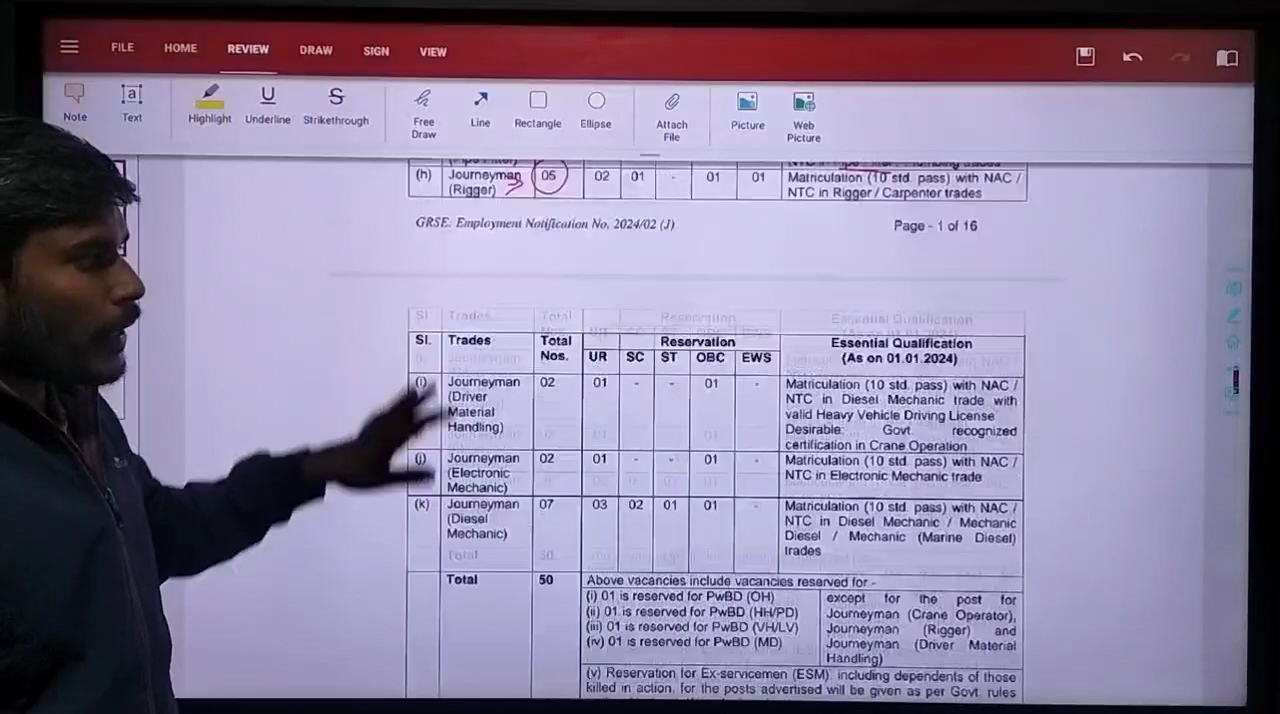 FILE HOME REVIEW DRAW SIGN VIEW
Note Text Highlight Underline Strikethrough Free Draw Line Rectangle Ellipse Attach File Picture Web Picture
(h) Journeyman (Rigger) 05 02 01 - 01 01 Matriculation (10 std. pass) with NAC / NTC in Rigger / Carpenter trades
GRSE. Employment Notification No. 2024/02 (J) Page - 1 of 16
Sl. Trades Total Nos. Reservation Essential Qualification (As on 01.01.2024)
UR SC ST OBC EWS
(i) Journeyman (Driver Material Handling) 02 01 - - 01 - Matriculation (10 std. pass) with NAC / NTC in Diesel Mechanic trade with valid Heavy Vehicle Driving License
Desirable: Govt. recognized certification in Crane Operation
(j) Journeyman (Electronic Mechanic) 02 01 - - 01 - Matriculation (10 std. pass) with NAC / NTC in Electronic Mechanic trade
(k) Journeyman (Diesel Mechanic) 07 03 02 01 01 - Matriculation (10 std. pass) with NAC / NTC in Diesel Mechanic / Mechanic Diesel / Mechanic (Marine Diesel) trades
Total 50 Above vacancies include vacancies reserved for -
(i) 01 is reserved for PwBD (OH)
(ii) 01 is reserved for PwBD (HH/PD)
(iii) 01 is reserved for PwBD (VH/LV)
(iv) 01 is reserved for PwBD (MD)
except for the post for
Journeyman (Crane Operator),
Journeyman (Rigger) and
Journeyman (Driver Material
Handling)
(v) Reservation for Ex-servicemen (ESM), including dependents of those
killed in action, for the posts advertised will be given as per Govt. rules